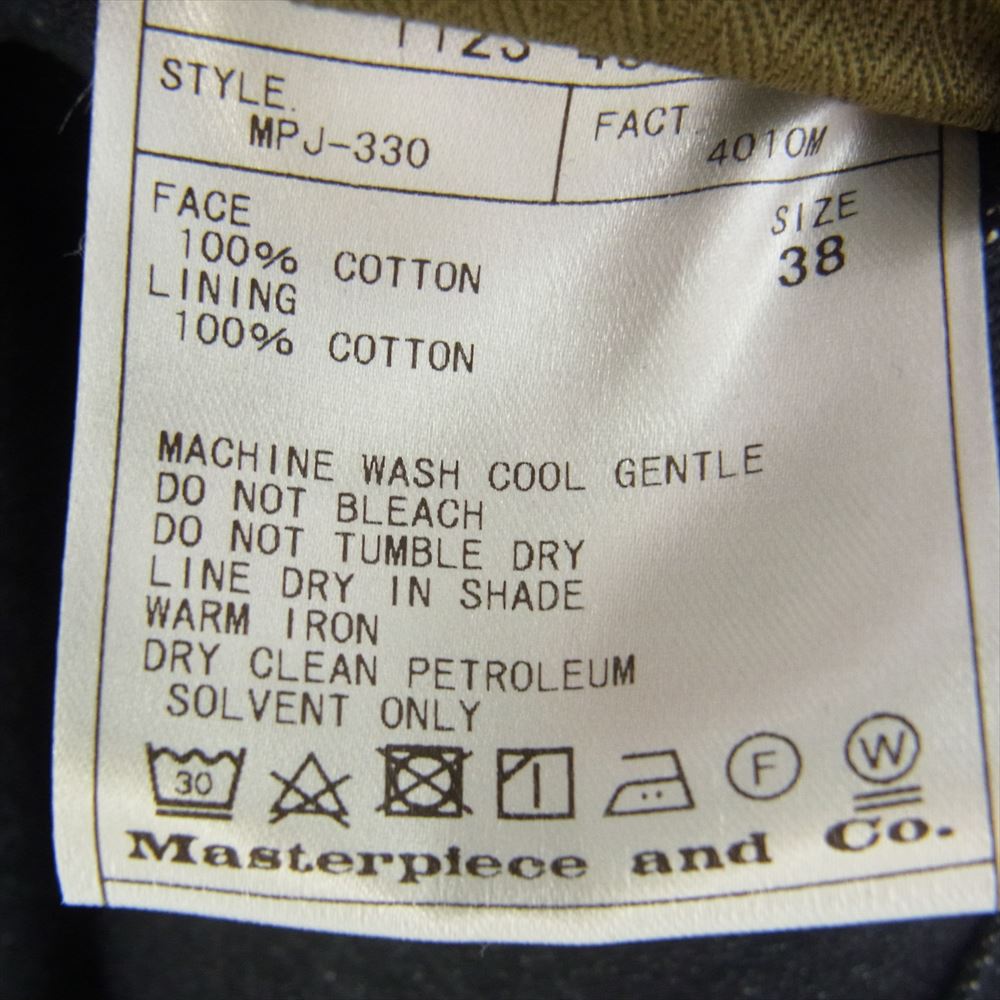 STYLE.
MPJ-330
FACT.
4010M
FACE
100% COTTON
LINING
100% COTTON
SIZE
38
MACHINE WASH COOL GENTLE
DO NOT BLEACH
DO NOT TUMBLE DRY
LINE DRY IN SHADE
WARM IRON
DRY CLEAN PETROLEUM
SOLVENT ONLY
30 F W
Masterpiece and Co.